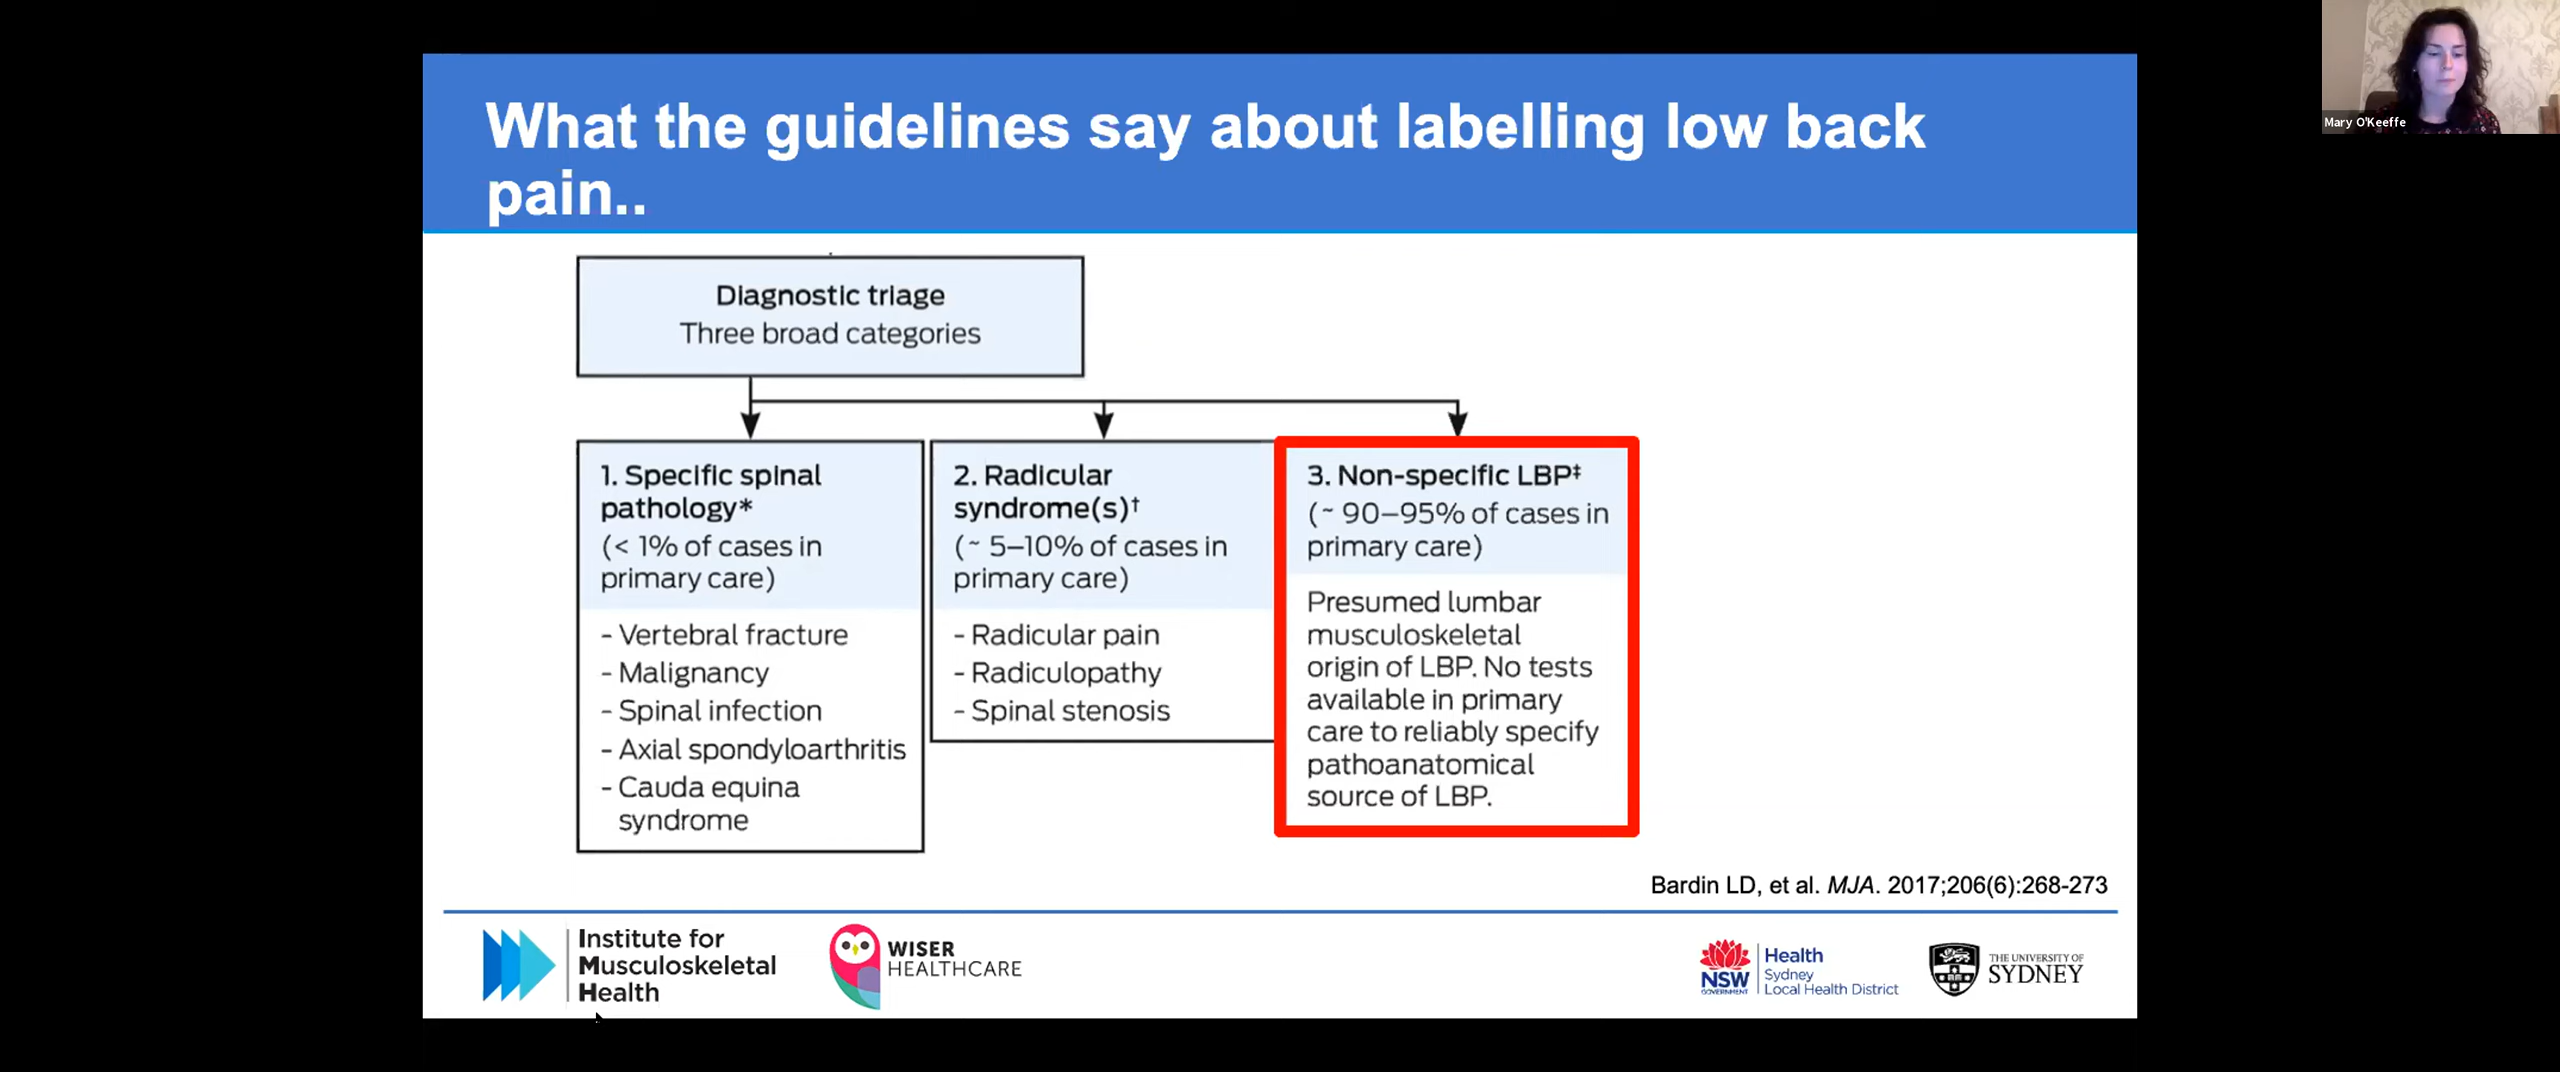 What the guidelines say about labelling low back
pain..
Mary O'Keeffe
Diagnostic triage
Three broad categories
1. Specific spinal
pathology*
(< 1% of cases in
primary care)
- Vertebral fracture
- Malignancy
- Spinal infection
- Axial spondyloarthritis
- Cauda equina
syndrome
2. Radicular
syndrome(s)†
(~ 5–10% of cases in
primary care)
- Radicular pain
- Radiculopathy
- Spinal stenosis
3. Non-specific LBP‡
(~ 90–95% of cases in
primary care)
Presumed lumbar
musculoskeletal
origin of LBP. No tests
available in primary
care to reliably specify
pathoanatomical
source of LBP.
Bardin LD, et al. MJA. 2017;206(6):268-273
Institute for
Musculoskeletal
Health
WISER
HEALTHCARE
NSW
GOVERNMENT
Health
Sydney
Local Health District
THE UNIVERSITY OF
SYDNEY